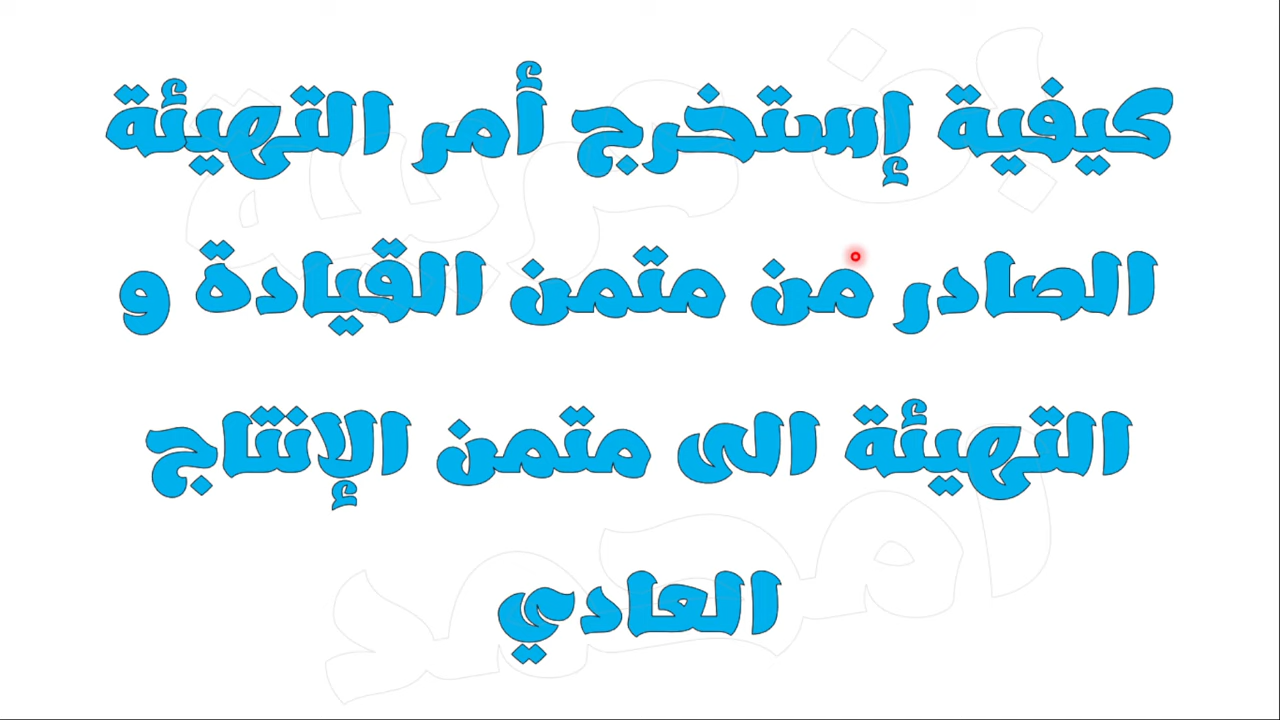 كيفية إستخرج أمر التهيئة
الصادر من متمن القيادة و
التهيئة الى متمن الإنتاج
العادي